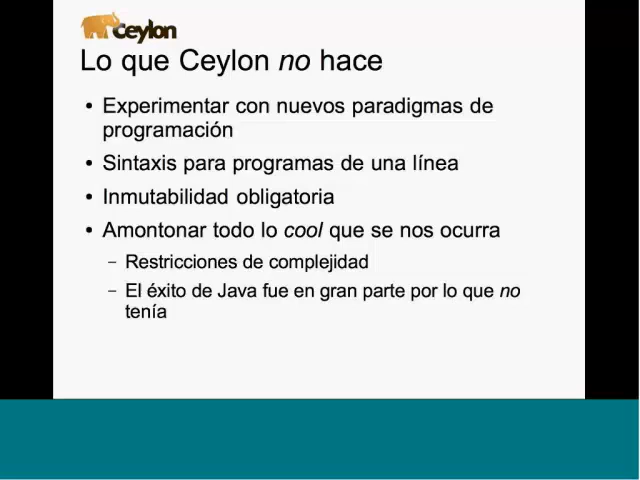 Ceylon
Lo que Ceylon no hace
• Experimentar con nuevos paradigmas de
programación
• Sintaxis para programas de una línea
• Inmutabilidad obligatoria
• Amontonar todo lo cool que se nos ocurra
– Restricciones de complejidad
– El éxito de Java fue en gran parte por lo que no
tenía